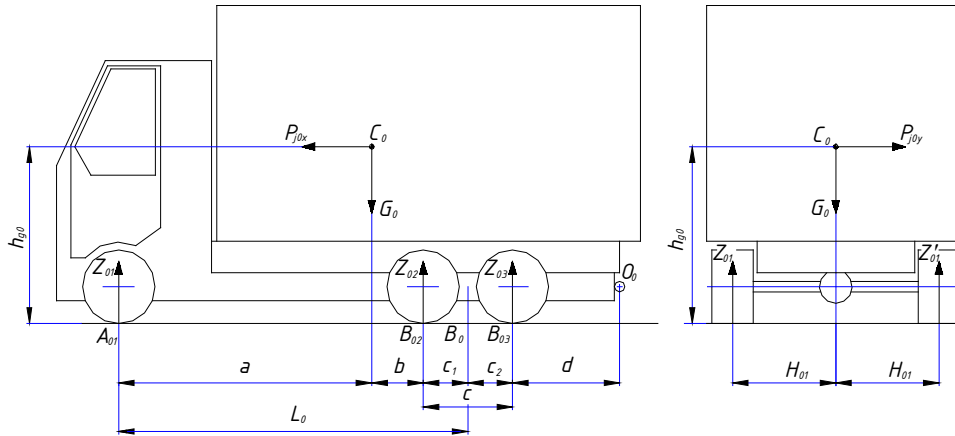 P_j0x
C_0
G_0
h_g0
Z_01
Z_02
Z_03
O_0
A_01
B_02
B_0
B_03
a
b
c_1
c_2
d
c
L_0
C_0
P_j0y
G_0
h_g0
Z_01
Z'_01
H_01
H_01